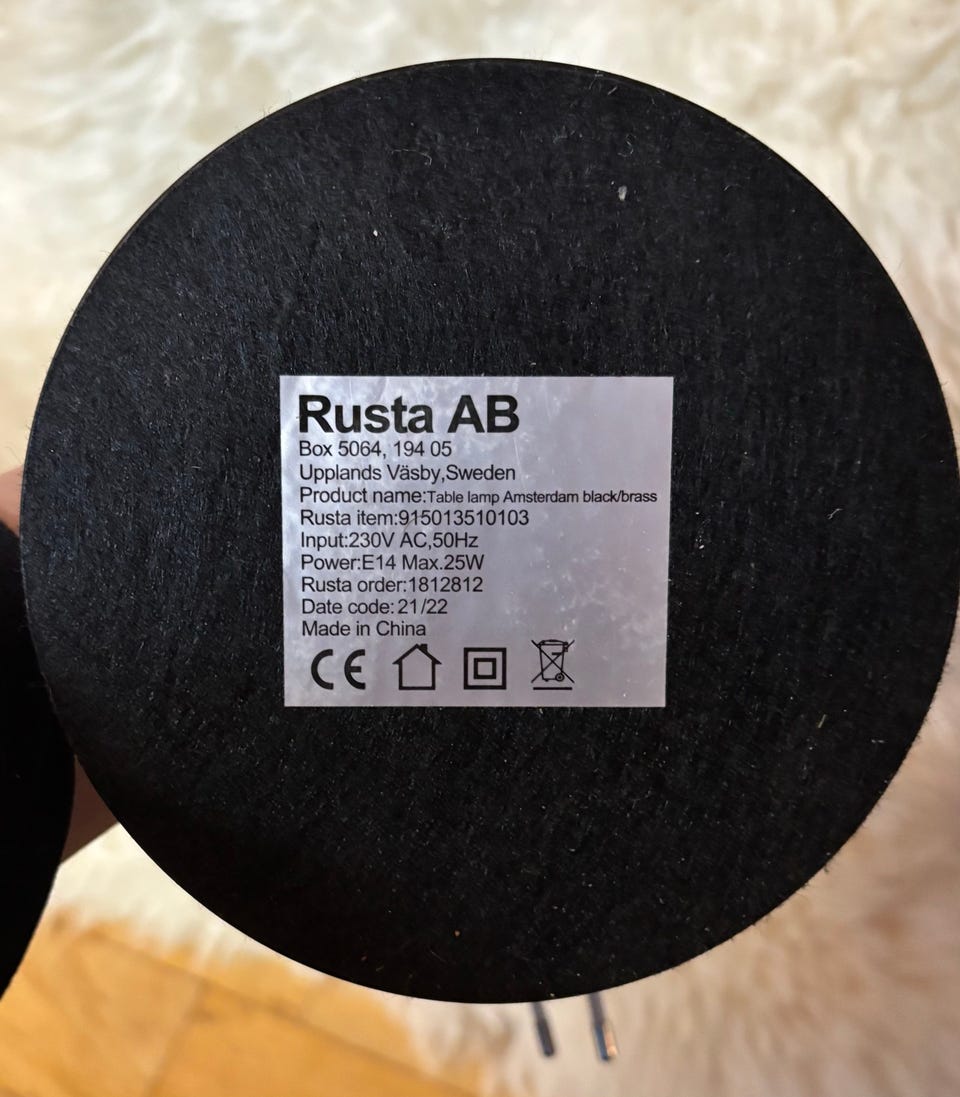 Rusta AB
Box 5064, 194 05
Upplands Väsby,Sweden
Product name:Table lamp Amsterdam black/brass
Rusta item:915013510103
Input:230V AC,50Hz
Power:E14 Max.25W
Rusta order:1812812
Date code:21/22
Made in China
CE